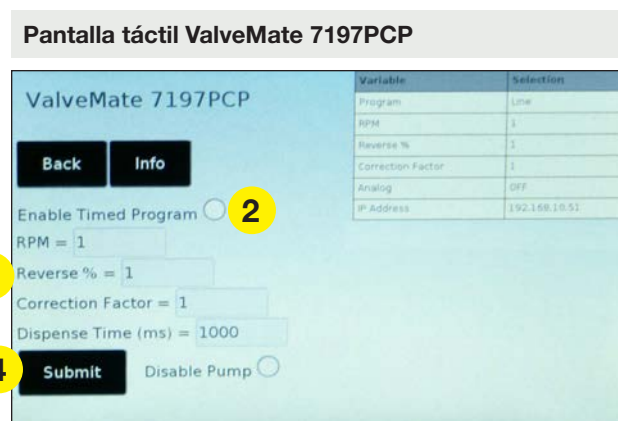 Pantalla táctil ValveMate 7197PCP
ValveMate 7197PCP
Back Info
Enable Timed Program 2
RPM = 1
Reverse % = 1
Correction Factor = 1
Dispense Time (ms) = 1000
4 Submit Disable Pump
Variable Selection
Program Line
RPM 1
Reverse % 1
Correction Factor 1
Analog OFF
IP Address 192.168.10.51